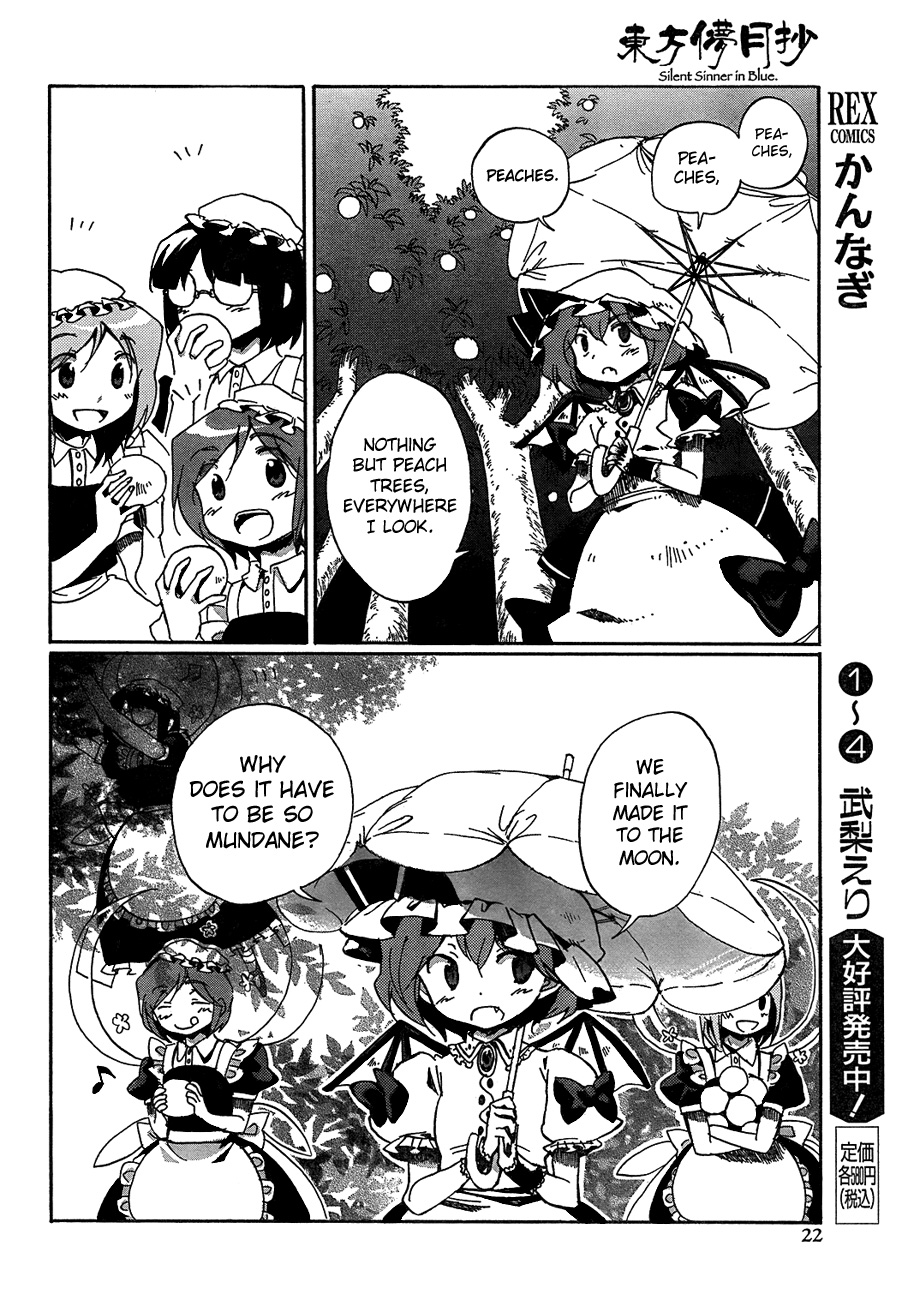 東方儚月抄
Silent Sinner in Blue.
PEA-
CHES,
PEA-
CHES,
PEACHES.
NOTHING
BUT PEACH
TREES,
EVERYWHERE
I LOOK.
WE
FINALLY
MADE IT
TO THE
MOON.
WHY
DOES IT HAVE
TO BE SO
MUNDANE?
REX
COMICS
かんなぎ
1〜4
武梨えり
大好評発売中!
定価
各580円
(税込)
22